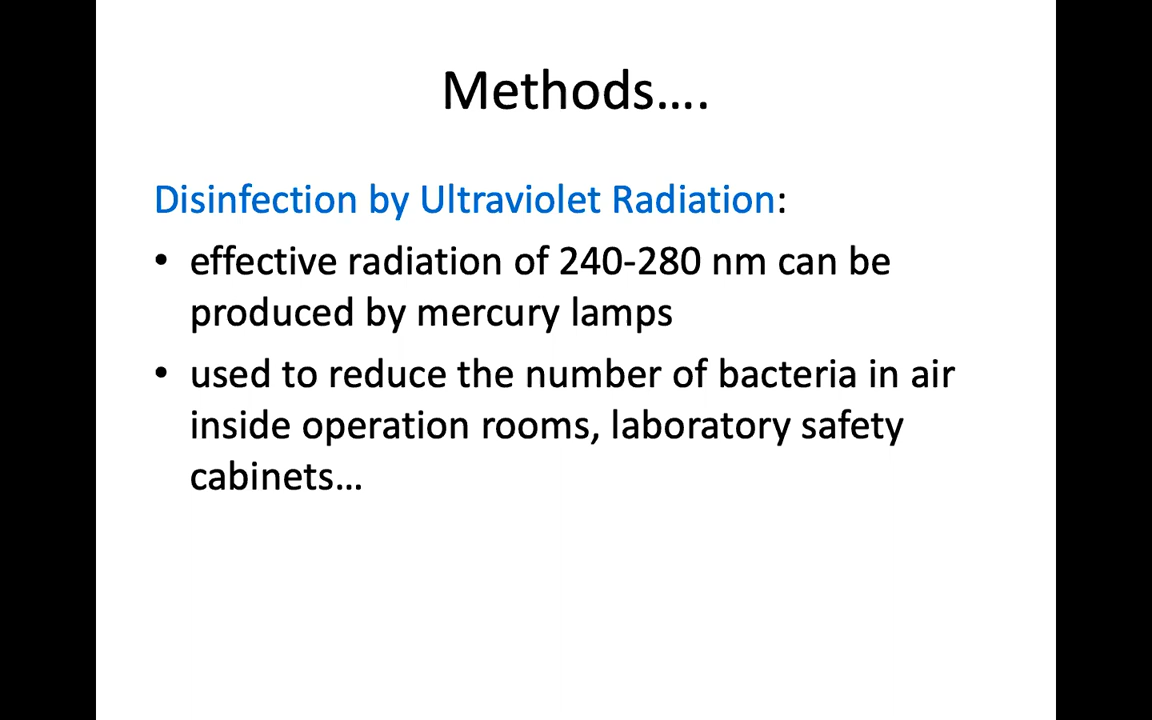 Methods….
Disinfection by Ultraviolet Radiation:
• effective radiation of 240-280 nm can be
produced by mercury lamps
• used to reduce the number of bacteria in air
inside operation rooms, laboratory safety
cabinets…